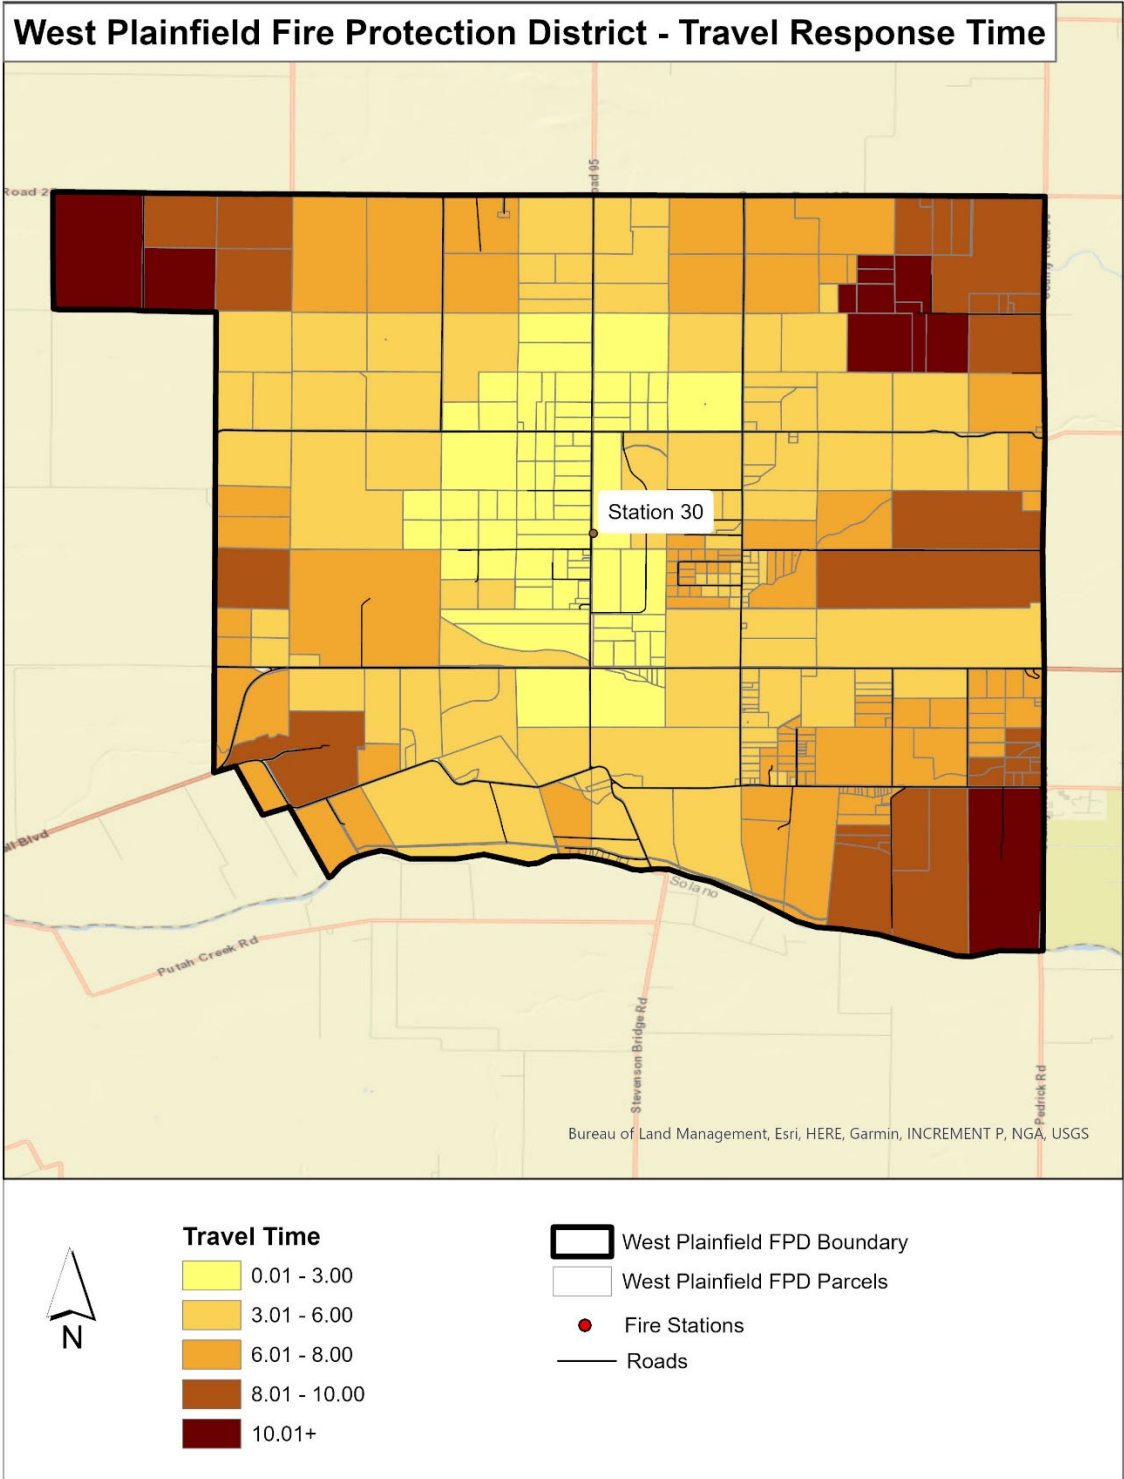 West Plainfield Fire Protection District - Travel Response Time
Road 2
Station 30
Solano
Putah Creek Rd
Stevenson Bridge Rd
Pedrick Rd
Bureau of Land Management, Esri, HERE, Garmin, INCREMENT P, NGA, USGS
N
Travel Time
0.01 - 3.00
3.01 - 6.00
6.01 - 8.00
8.01 - 10.00
10.01+
West Plainfield FPD Boundary
West Plainfield FPD Parcels
Fire Stations
Roads